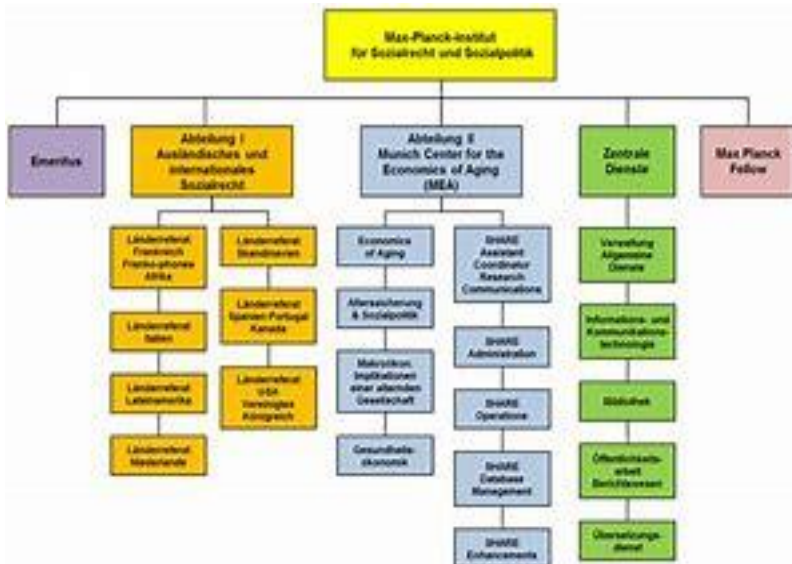 Max-Planck-Institut
für Sozialrecht und Sozialpolitik
Emeritus
Abteilung I
Ausländisches und
internationales
Sozialrecht
Abteilung II
Munich Center for the
Economics of Aging
(MEA)
Zentrale
Dienste
Max Planck
Fellow
Länderreferat
Frankreich
Franko-phones
Afrika
Länderreferat
Italien
Länderreferat
Lateinamerika
Länderreferat
Niederlande
Länderreferat
Skandinavien
Länderreferat
Spanien-Portugal
Kanada
Länderreferat
USA
Vereinigtes
Königreich
Economics
of Aging
Alterssicherung
& Sozialpolitik
Makroökon.
Implikationen
einer alternden
Gesellschaft
Gesundheits-
ökonomik
SHARE
Assistant
Coordinator
Research
Communications
SHARE
Administration
SHARE
Operations
SHARE
Database
Management
SHARE
Enhancements
Verwaltung
Allgemeine
Dienste
Informations- und
Kommunikations-
technologie
Bibliothek
Öffentlichkeits-
arbeit
Berichtswesen
Übersetzungs-
dienst